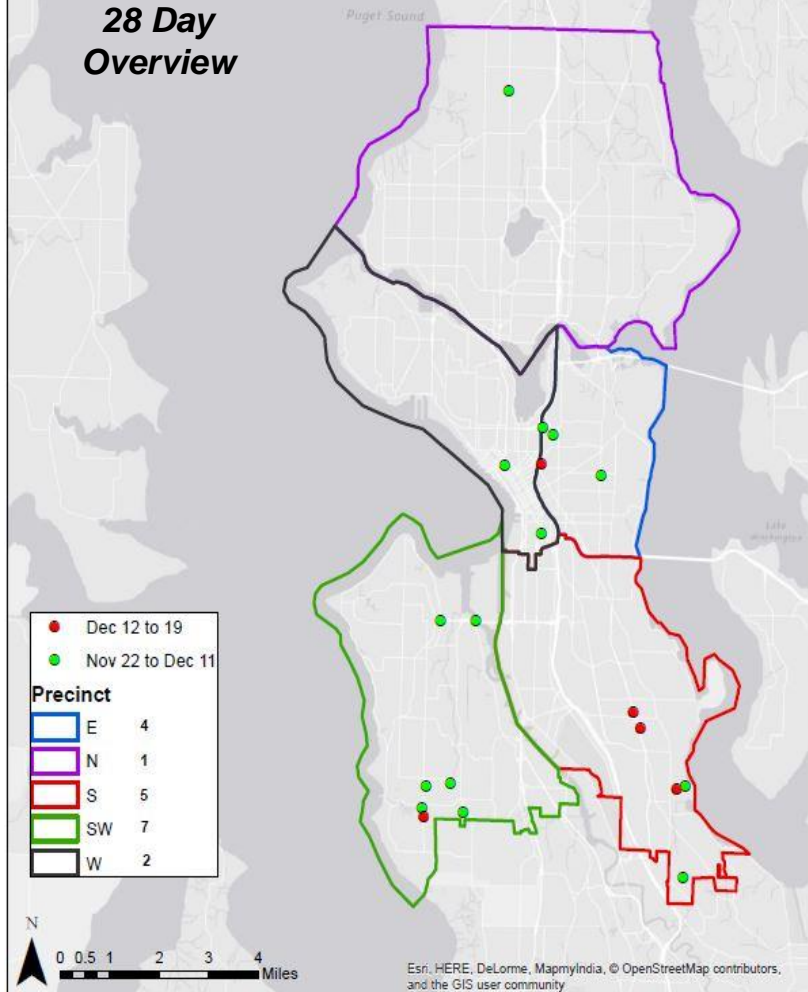 28 Day
Overview
Puget Sound
Lake
Washington
Dec 12 to 19
Nov 22 to Dec 11
Precinct
E 4
N 1
S 5
SW 7
W 2
N
0 0.5 1 2 3 4
Miles
Esri, HERE, DeLorme, MapmyIndia, © OpenStreetMap contributors,
and the GIS user community